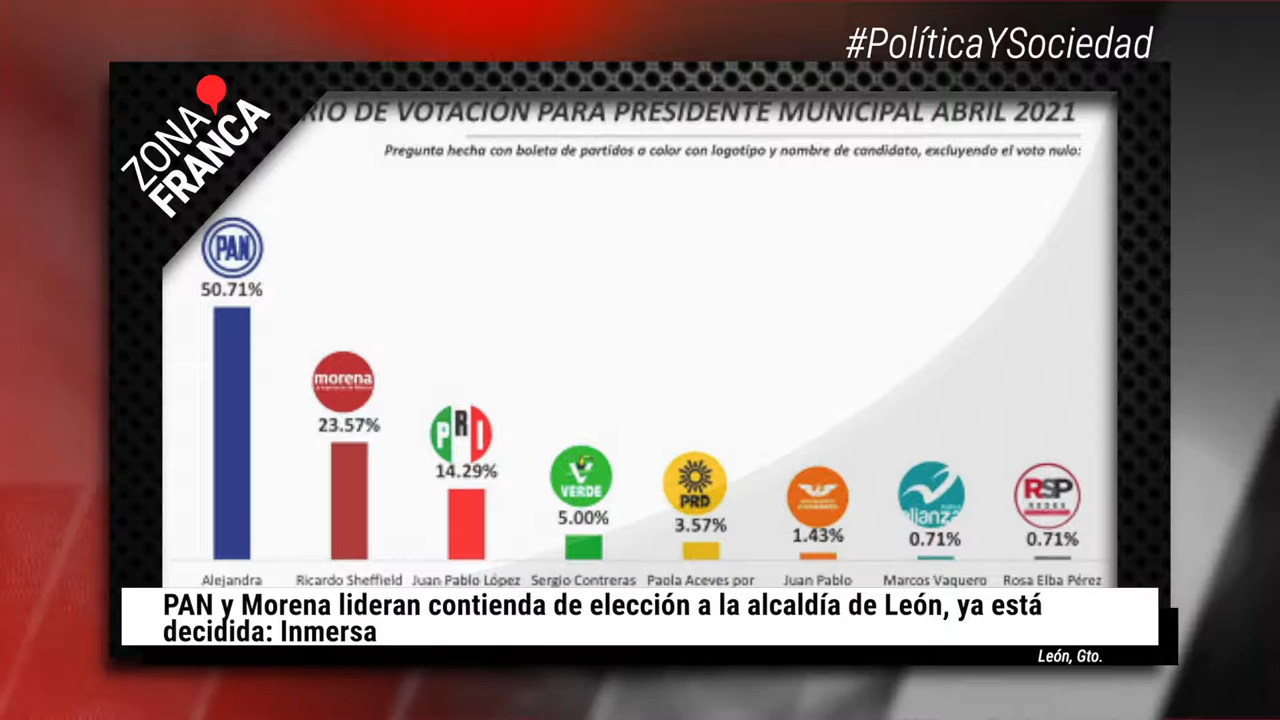 #PolíticaYSociedad
ZONA
FRANCA
RIO DE VOTACIÓN PARA PRESIDENTE MUNICIPAL ABRIL 2021
Pregunta hecha con boleta de partidos a color con logotipo y nombre de candidato, excluyendo el voto nulo:
PAN
50.71%
morena
23.57%
PRI
14.29%
VERDE
5.00%
PRD
3.57%
1.43%
alianza
0.71%
RSP
REDES
0.71%
Alejandra Ricardo Sheffield Juan Pablo López Sergio Contreras Paola Aceves por Juan Pablo Marcos Vaquero Rosa Elba Pérez
PAN y Morena lideran contienda de elección a la alcaldía de León, ya está
decidida: Inmersa
León, Gto.